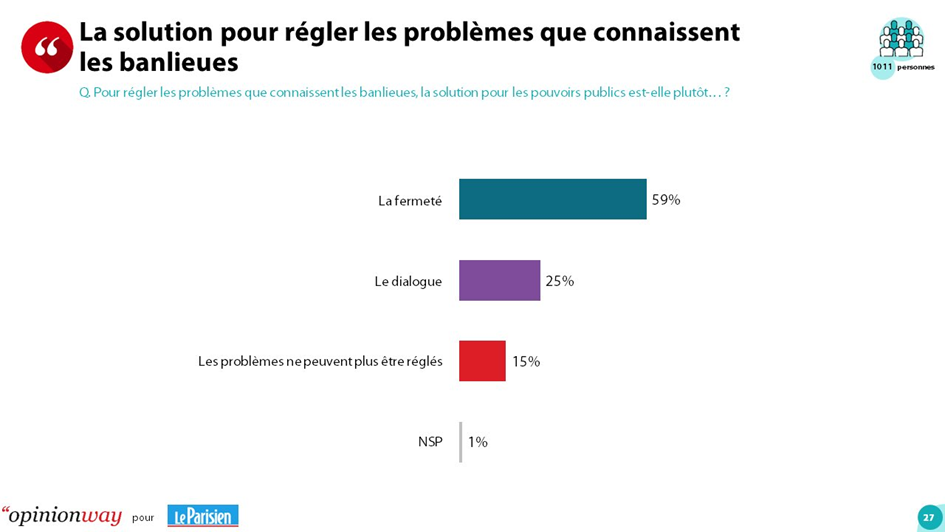 La solution pour régler les problèmes que connaissent
les banlieues
1011 personnes
Q. Pour régler les problèmes que connaissent les banlieues, la solution pour les pouvoirs publics est-elle plutôt… ?
La fermeté
59%
Le dialogue
25%
Les problèmes ne peuvent plus être réglés
15%
NSP
1%
“opinionway pour Le Parisien
27